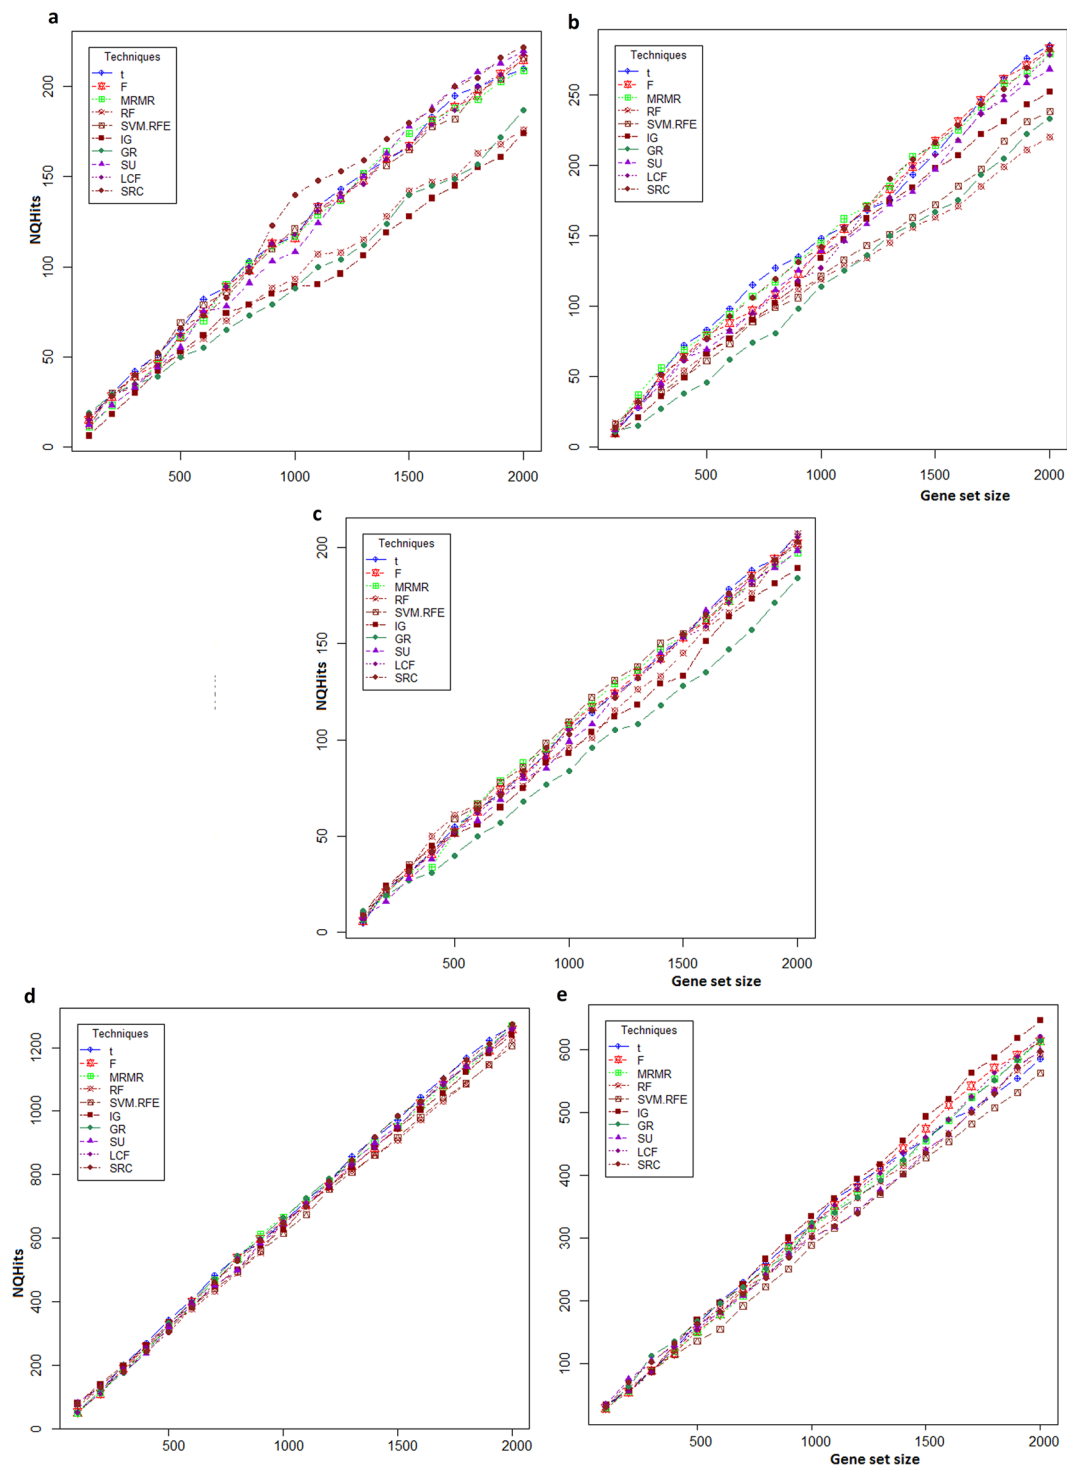 a
Techniques
t
F
MRMR
RF
SVM.RFE
IG
GR
SU
LCF
SRC
NQHits
0
50
100
150
200
500
1000
1500
2000
b
Techniques
t
F
MRMR
RF
SVM.RFE
IG
GR
SU
LCF
SRC
0
50
100
150
200
250
500
1000
1500
2000
Gene set size
c
Techniques
t
F
MRMR
RF
SVM.RFE
IG
GR
SU
LCF
SRC
NQHits
0
50
100
150
200
500
1000
1500
2000
Gene set size
d
Techniques
t
F
MRMR
RF
SVM.RFE
IG
GR
SU
LCF
SRC
NQHits
0
200
400
600
800
1000
1200
500
1000
1500
2000
e
Techniques
t
F
MRMR
RF
SVM.RFE
IG
GR
SU
LCF
SRC
100
200
300
400
500
600
500
1000
1500
2000
Gene set size